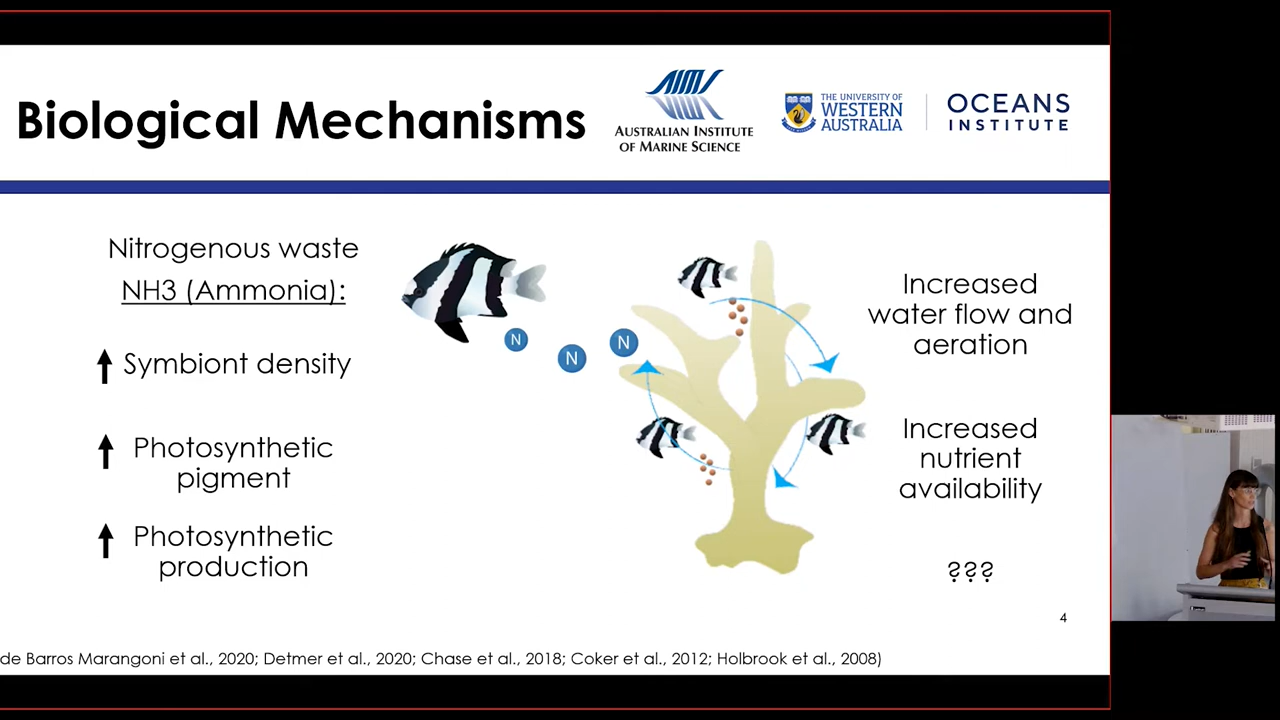 Biological Mechanisms
AIMS
AUSTRALIAN INSTITUTE
OF MARINE SCIENCE
THE UNIVERSITY OF
WESTERN
AUSTRALIA
OCEANS
INSTITUTE
Nitrogenous waste
NH3 (Ammonia):
Symbiont density
Photosynthetic
pigment
Photosynthetic
production
N
N
N
Increased
water flow and
aeration
Increased
nutrient
availability
???
4
de Barros Marangoni et al., 2020; Detmer et al., 2020; Chase et al., 2018; Coker et al., 2012; Holbrook et al., 2008)